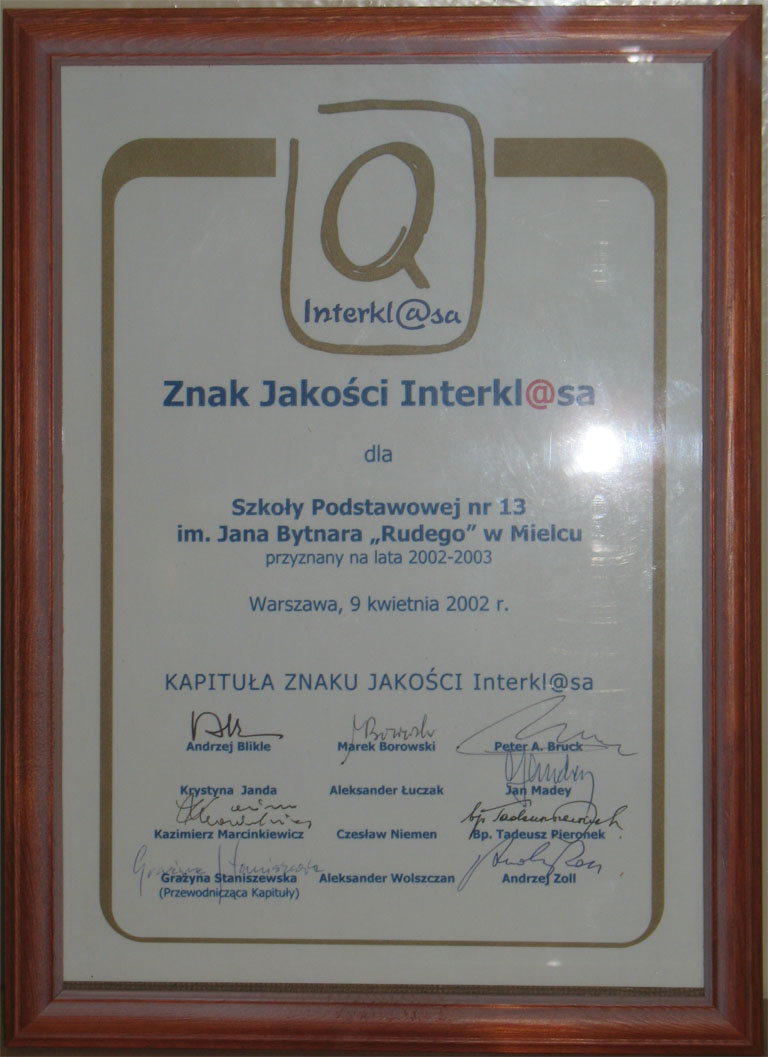 Q
Interkl@sa
Znak Jakości Interkl@sa
dla
Szkoły Podstawowej nr 13
im. Jana Bytnara „Rudego” w Mielcu
przyznany na lata 2002-2003
Warszawa, 9 kwietnia 2002 r.
KAPITUŁA ZNAKU JAKOŚCI Interkl@sa
Andrzej Blikle Marek Borowski Peter A. Bruck
Krystyna Janda Aleksander Łuczak Jan Madey
Kazimierz Marcinkiewicz Czesław Niemen Bp. Tadeusz Pieronek
Grażyna Staniszewska Aleksander Wolszczan Andrzej Zoll
(Przewodnicząca Kapituły)